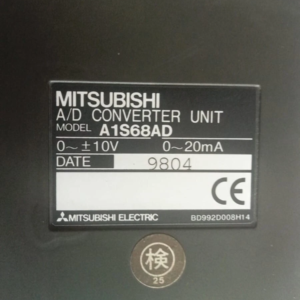 MITSUBISHI
A/D CONVERTER UNIT
MODEL A1S68AD
0~±10V 0~20mA
DATE 9804
CE
MITSUBISHI ELECTRIC BD992D008H14
検
25